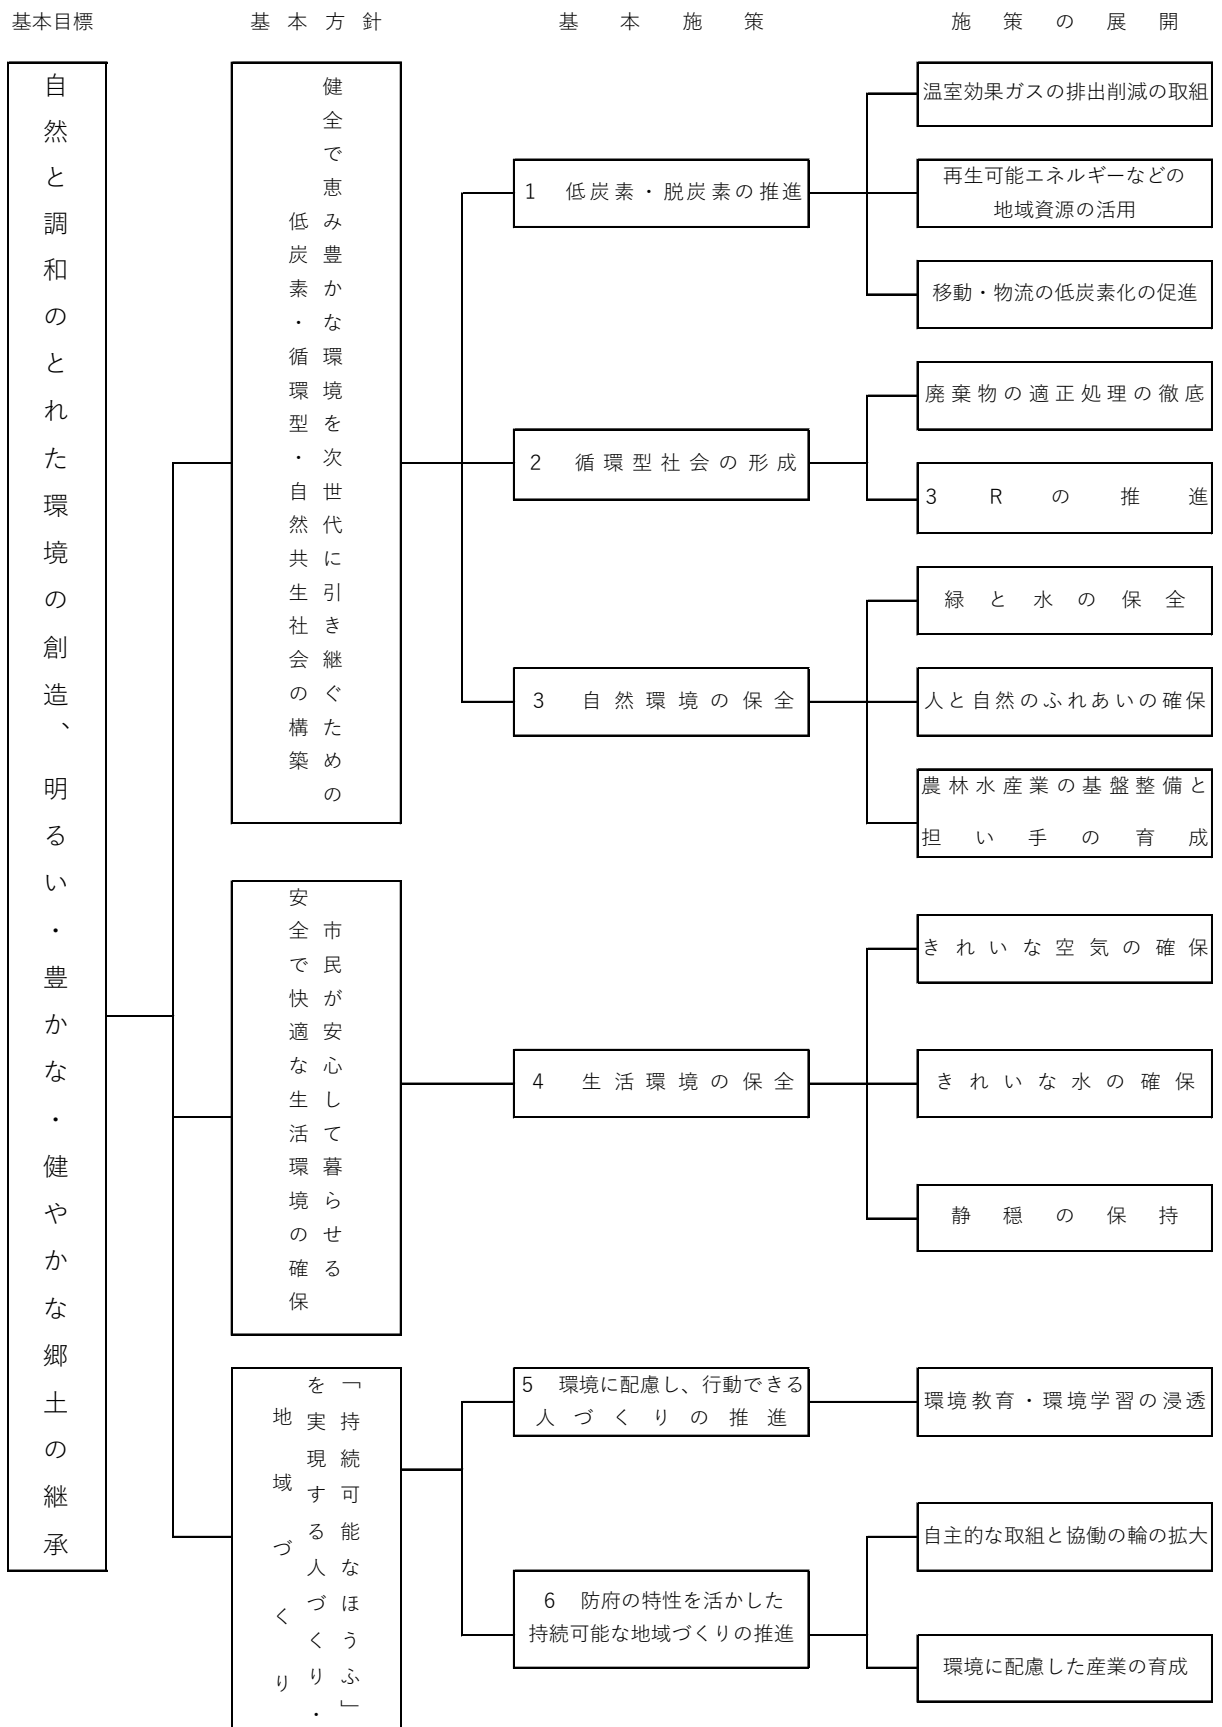 基本目標
基本方針
基本施策
施策の展開
自然と調和のとれた環境の創造、明るい・豊かな・健やかな郷土の継承
健全で恵み豊かな環境を次世代に引き継ぐための
低炭素・循環型・自然共生社会の構築
1 低炭素・脱炭素の推進
温室効果ガスの排出削減の取組
再生可能エネルギーなどの
地域資源の活用
移動・物流の低炭素化の促進
2 循環型社会の形成
廃棄物の適正処理の徹底
3Rの推進
3 自然環境の保全
緑と水の保全
人と自然のふれあいの確保
農林水産業の基盤整備と
担い手の育成
市民が安心して暮らせる
安全で快適な生活環境の確保
4 生活環境の保全
きれいな空気の確保
きれいな水の確保
静穏の保持
「持続可能なほうふ」
を実現する人づくり・
地域づくり
5 環境に配慮し、行動できる
人づくりの推進
環境教育・環境学習の浸透
6 防府の特性を活かした
持続可能な地域づくりの推進
自主的な取組と協働の輪の拡大
環境に配慮した産業の育成